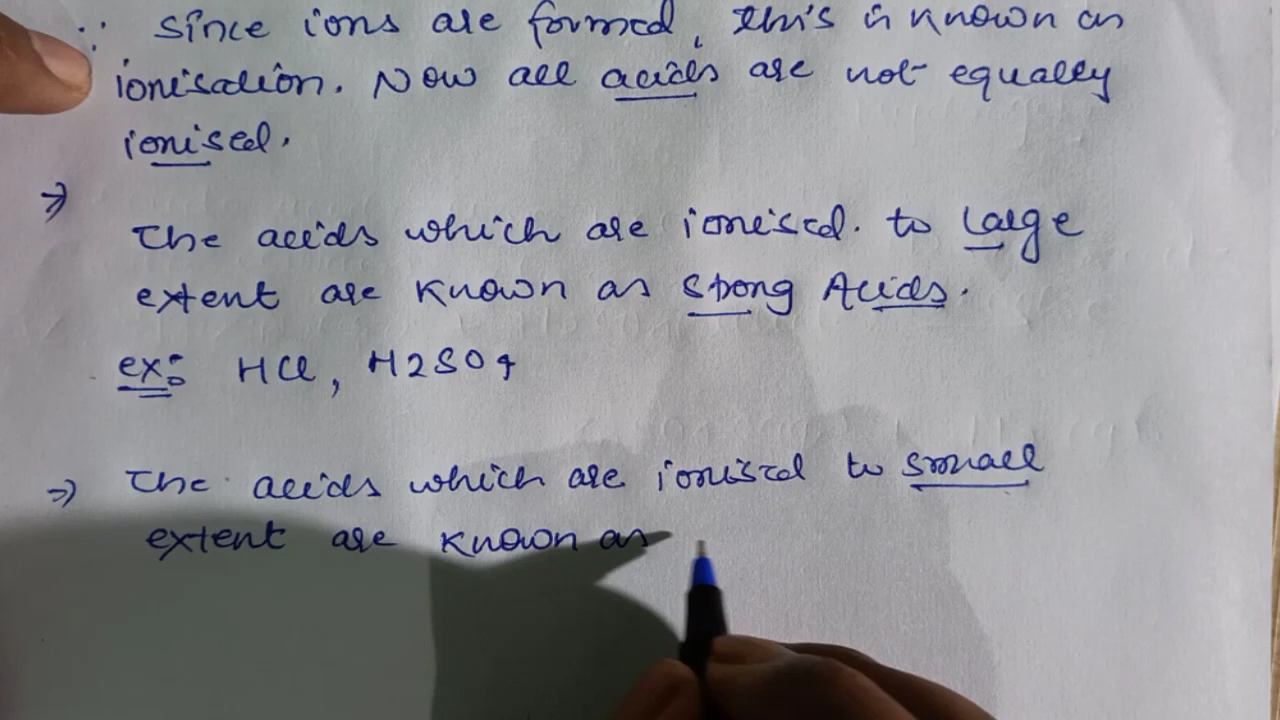 ∵ Since ions are formed, this is known as
ionisation. Now all acids are not equally
ionised.
⇒
The acids which are ionised. to large
extent are known as strong Acids.
ex: HCl, H2SO4
⇒ The acids which are ionised to small
extent are known as